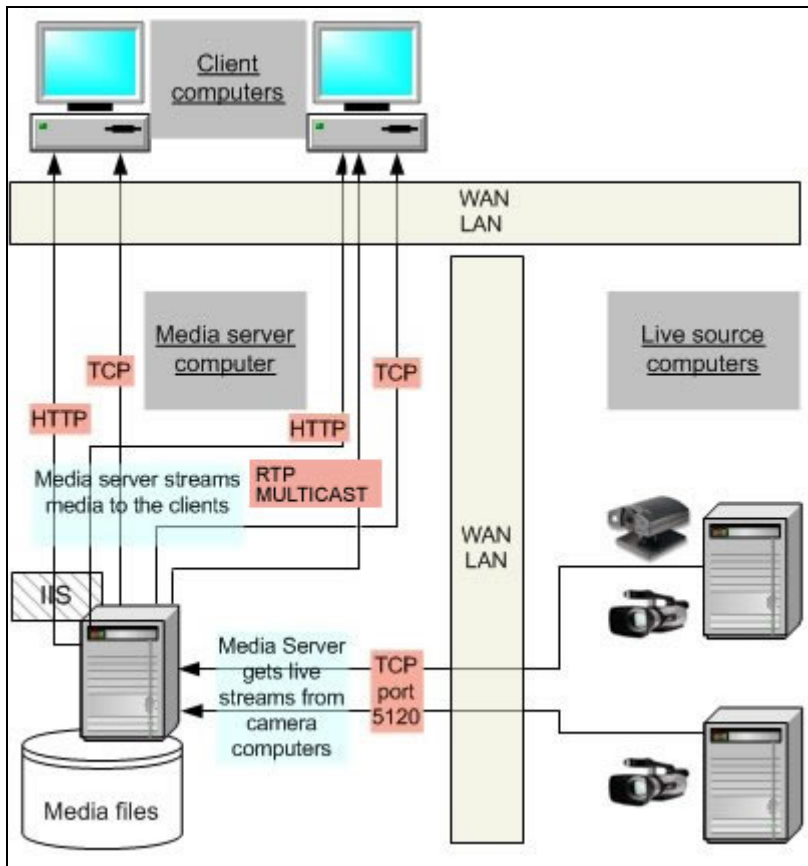 Client
computers
WAN
LAN
Media server
computer
Live source
computers
TCP
TCP
HTTP
HTTP
Media server streams
media to the clients
RTP
MULTICAST
WAN
LAN
IIS
Media Server
gets live
streams from
camera
computers
TCP
port
5120
Media files